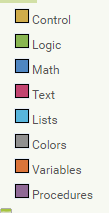 Control
Logic
Math
Text
Lists
Colors
Variables
Procedures